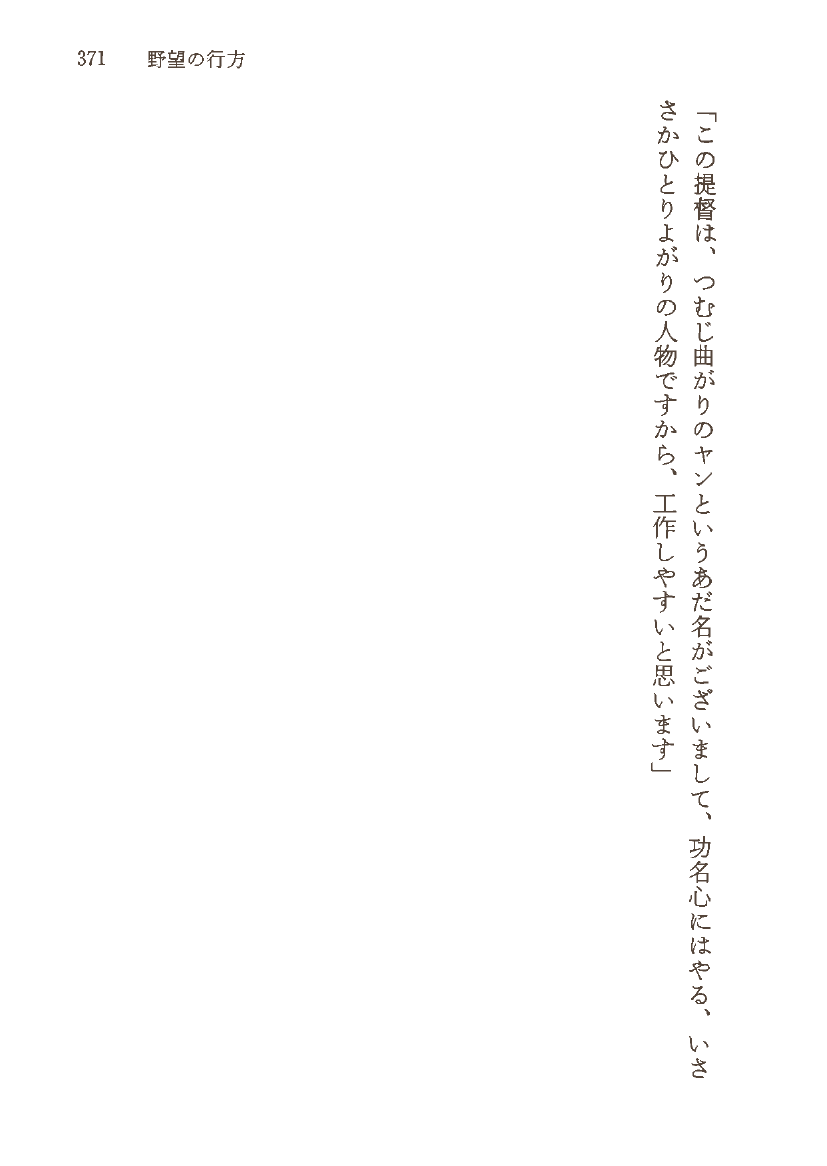 371 野望の行方
「この提督は、つむじ曲がりのヤンというあだ名がございまして、功名心にはやる、いさ
さかひとりよがりの人物ですから、工作しやすいと思います」